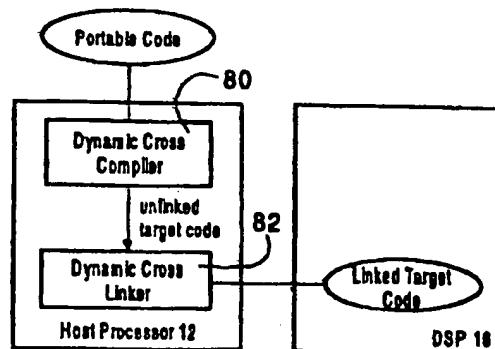 Portable Code
80
Dynamic Cross
Compiler
unlinked
target code
82
Dynamic Cross
Linker
Linked Target
Code
Host Processor 12
DSP 18